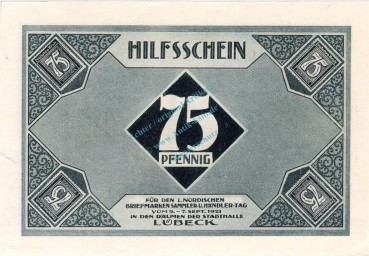 HILFSSCHEIN
75
75
75
PFENNIG
75
75
FÜR DEN I. NORDISCHEN
BRIEFMARKEN SAMMLER U. HÄNDLER-TAG
VOM 5. - 7. SEPT. 1921
IN DEN RÄUMEN DER STADTHALLE
LÜBECK